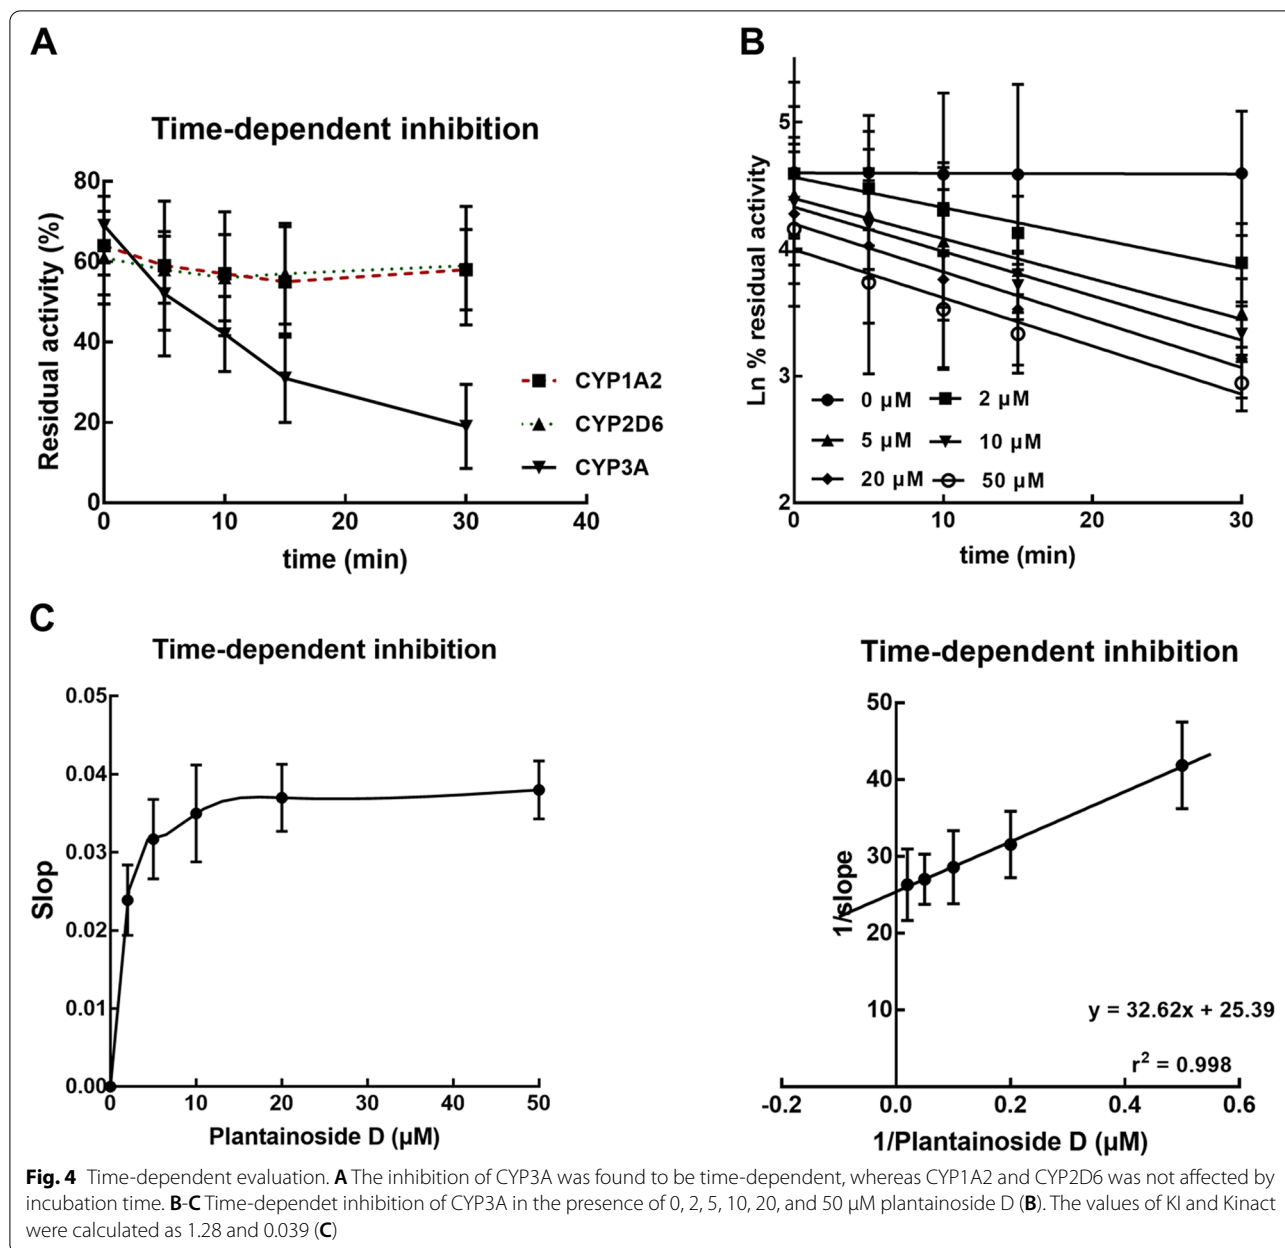 A
Time-dependent inhibition
Residual activity (%)
80
60
40
20
0
0 10 20 30 40
time (min)
CYP1A2
CYP2D6
CYP3A
B
Ln % residual activity
5
4
3
2
0 10 20 30
time (min)
0 µM 2 µM
5 µM 10 µM
20 µM 50 µM
C
Time-dependent inhibition
Slop
0.05
0.04
0.03
0.02
0.01
0.00
0 10 20 30 40 50
Plantainoside D (µM)
Time-dependent inhibition
1/slope
50
40
30
20
10
-0.2 0.0 0.2 0.4 0.6
1/Plantainoside D (µM)
y = 32.62x + 25.39
r² = 0.998
Fig. 4 Time-dependent evaluation. A The inhibition of CYP3A was found to be time-dependent, whereas CYP1A2 and CYP2D6 was not affected by
incubation time. B-C Time-dependet inhibition of CYP3A in the presence of 0, 2, 5, 10, 20, and 50 µM plantainoside D (B). The values of KI and Kinact
were calculated as 1.28 and 0.039 (C)